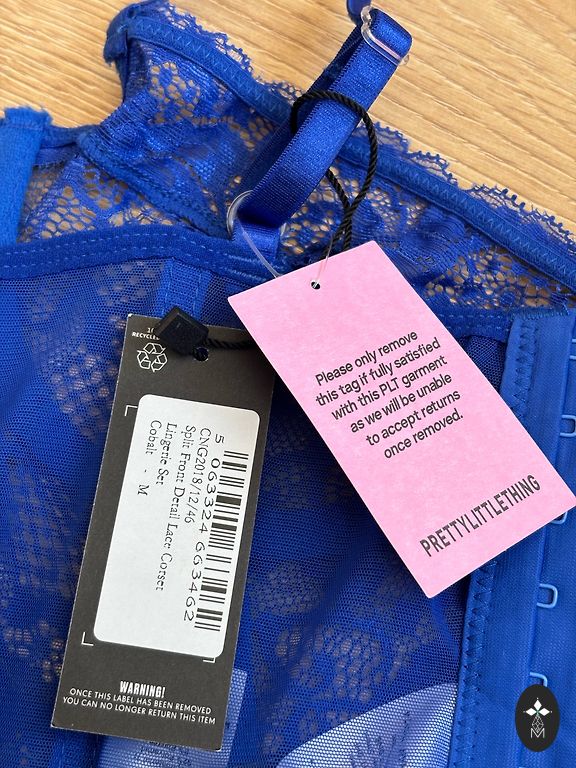 Please only remove
this tag if fully satisfied
with this PLT garment
as we will be unable
to accept returns
once removed.
PRETTYLITTLETHING
5 063324 663462
CNG2018/12/46
Split Front Detail Lace Corset
Lingerie Set
Cobalt - M
WARNING!
ONCE THIS LABEL HAS BEEN REMOVED
YOU CAN NO LONGER RETURN THIS ITEM